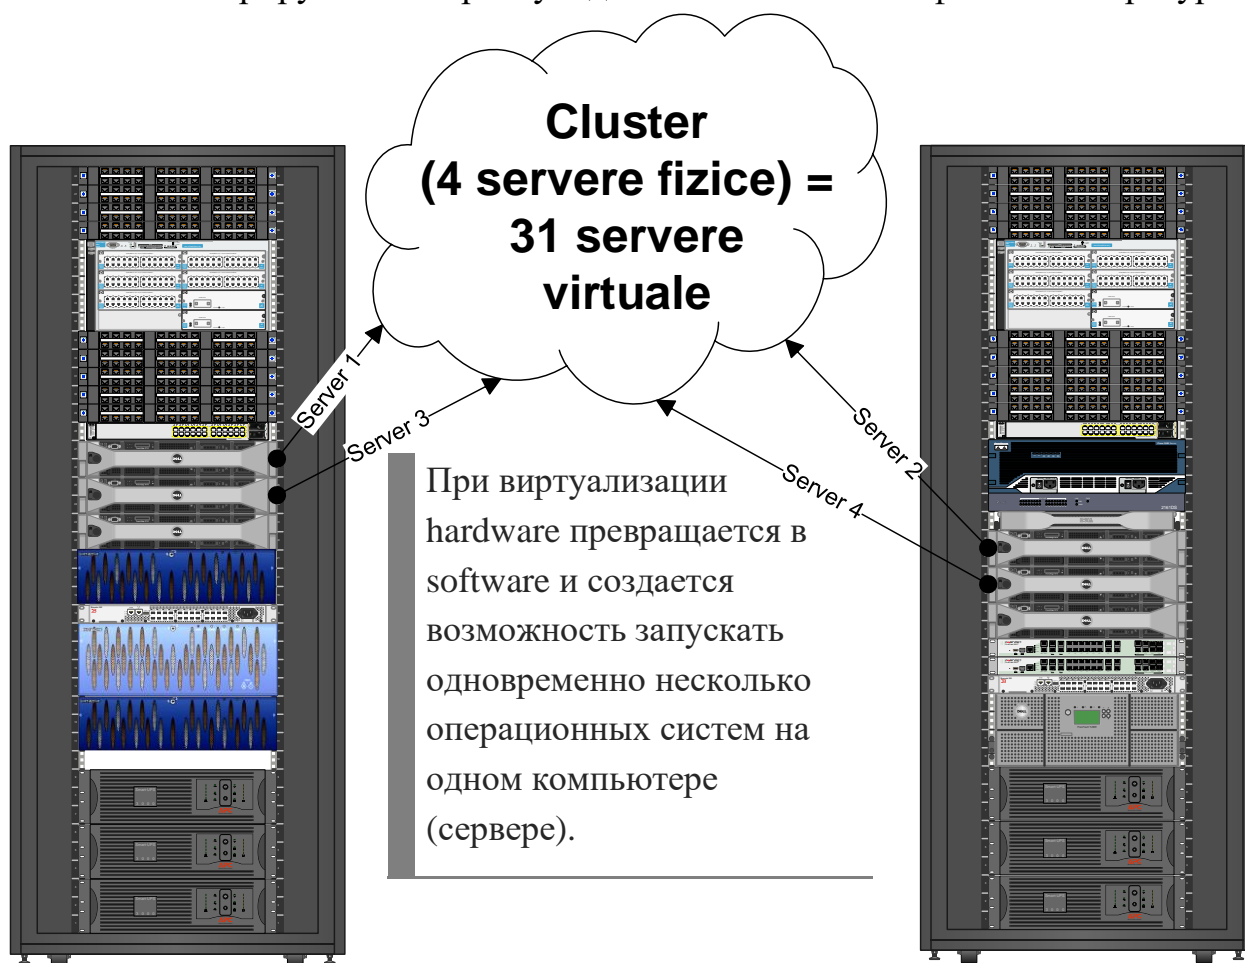 Cluster
(4 servere fizice) =
31 servere
virtuale
Server 1
Server 3
Server 2
Server 4
При виртуализации
hardware превращается в
software и создается
возможность запускать
одновременно несколько
операционных систем на
одном компьютере
(сервере).